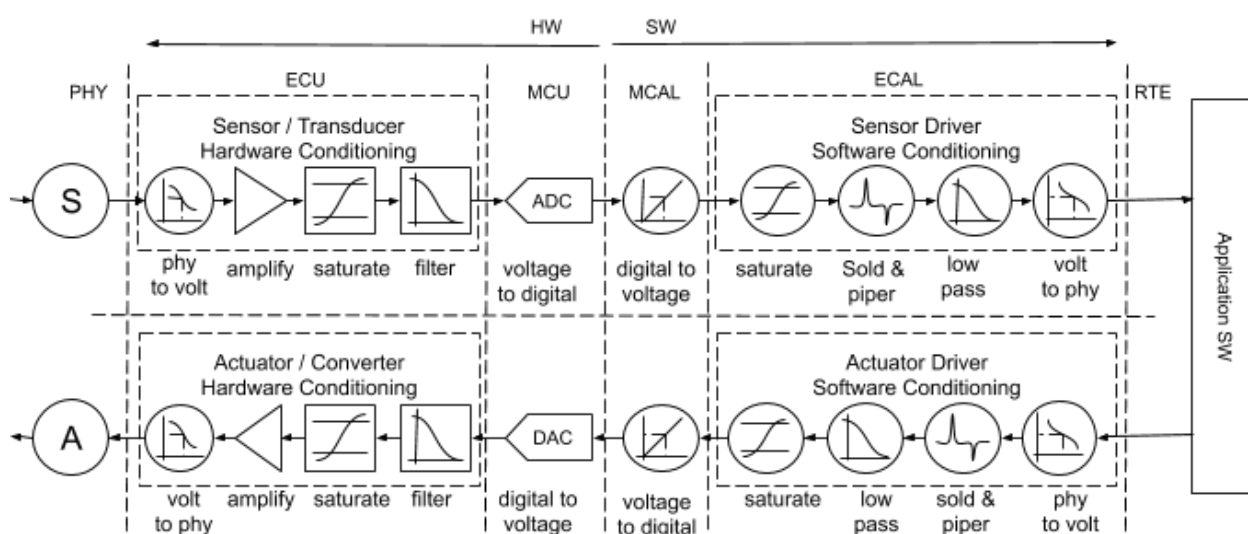 HW SW
PHY ECU MCU MCAL ECAL RTE
Sensor / Transducer
Hardware Conditioning
Sensor Driver
Software Conditioning
S
ADC
phy
to volt
amplify
saturate
filter
voltage
to digital
digital to
voltage
saturate
Sold &
piper
low
pass
volt
to phy
Application SW
Actuator / Converter
Hardware Conditioning
Actuator Driver
Software Conditioning
A
DAC
volt
to phy
amplify
saturate
filter
digital to
voltage
voltage
to digital
saturate
low
pass
sold &
piper
phy
to volt